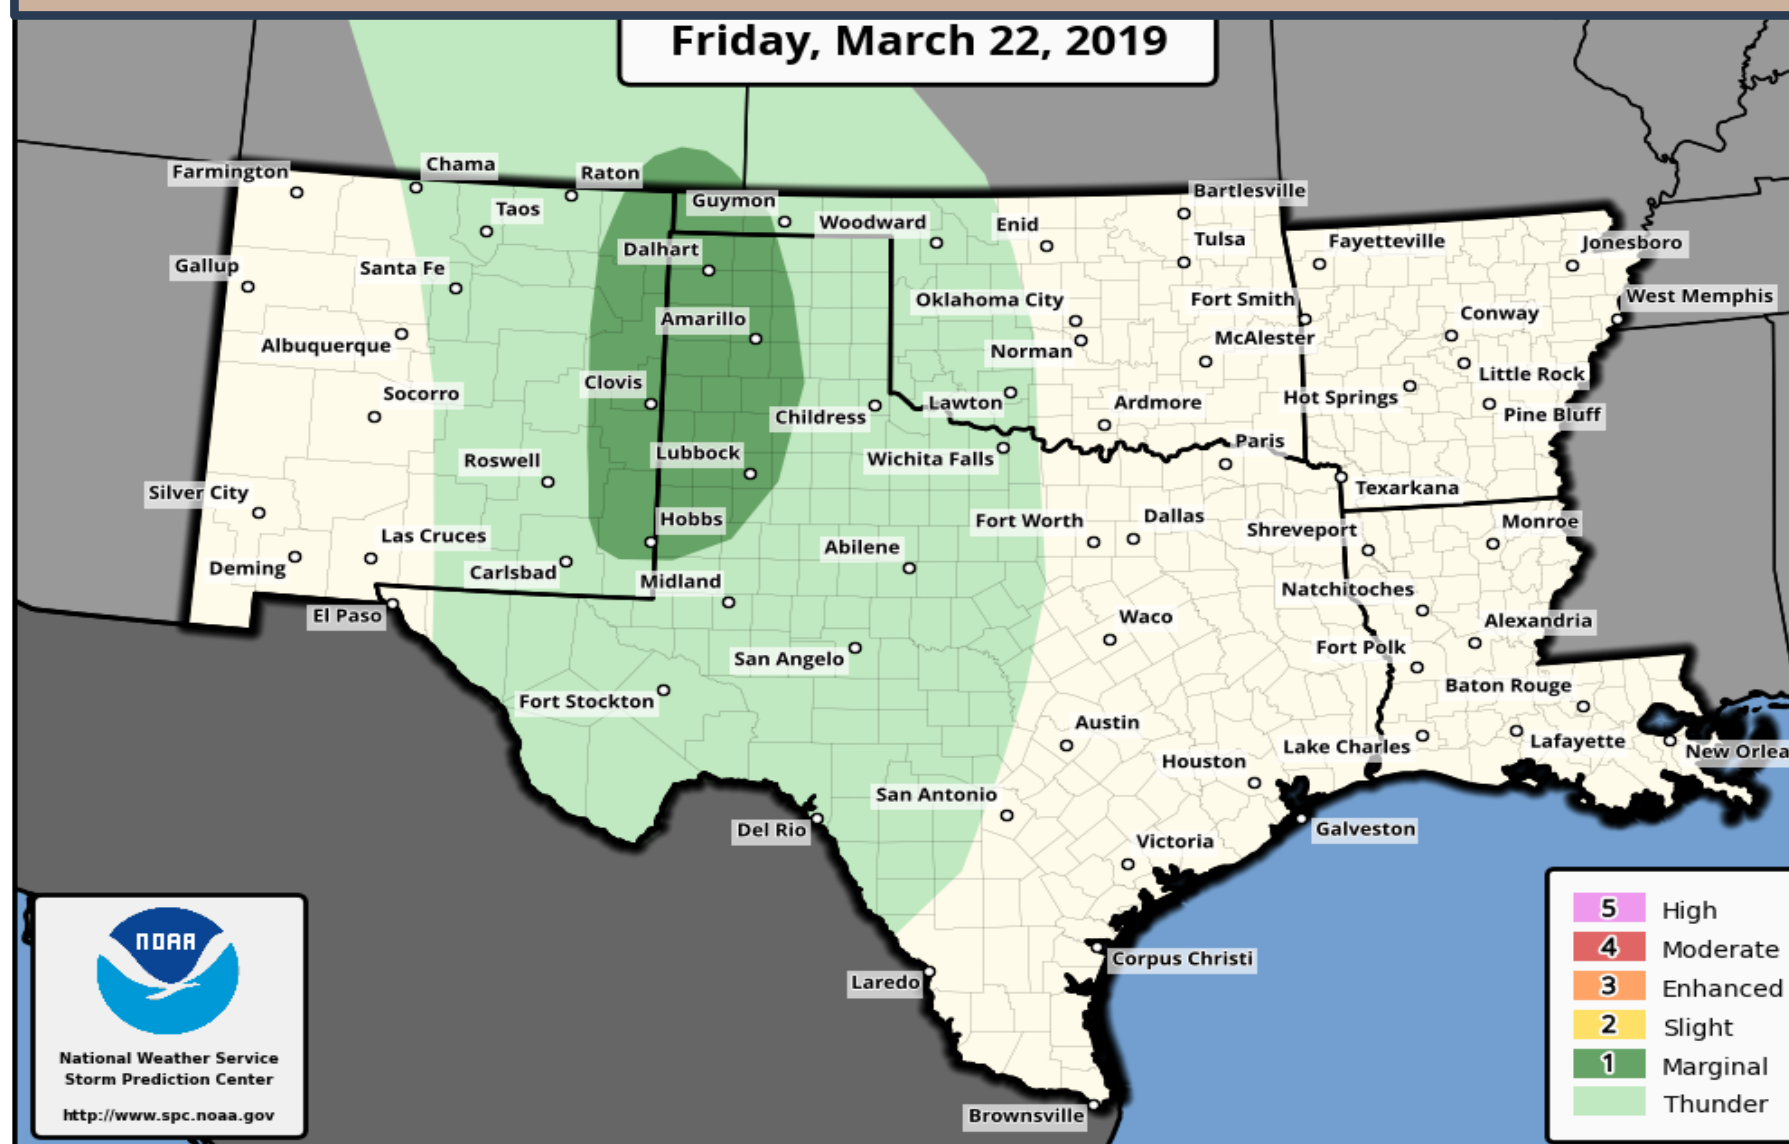 Friday, March 22, 2019
Farmington
Chama
Raton
Taos
Guymon
Woodward
Enid
Bartlesville
Tulsa
Fayetteville
Jonesboro
Gallup
Santa Fe
Dalhart
Oklahoma City
Fort Smith
West Memphis
Conway
Albuquerque
Amarillo
Norman
McAlester
Little Rock
Socorro
Clovis
Childress
Lawton
Ardmore
Hot Springs
Pine Bluff
Roswell
Lubbock
Wichita Falls
Paris
Texarkana
Silver City
Las Cruces
Hobbs
Fort Worth
Dallas
Shreveport
Monroe
Deming
Carlsbad
Midland
Abilene
Natchitoches
El Paso
Waco
Alexandria
San Angelo
Fort Polk
Fort Stockton
Baton Rouge
Austin
Lake Charles
Lafayette
New Orlea
Houston
San Antonio
Del Rio
Galveston
Victoria
Corpus Christi
Laredo
Brownsville
NOAA
National Weather Service
Storm Prediction Center
http://www.spc.noaa.gov
5 High
4 Moderate
3 Enhanced
2 Slight
1 Marginal
Thunder